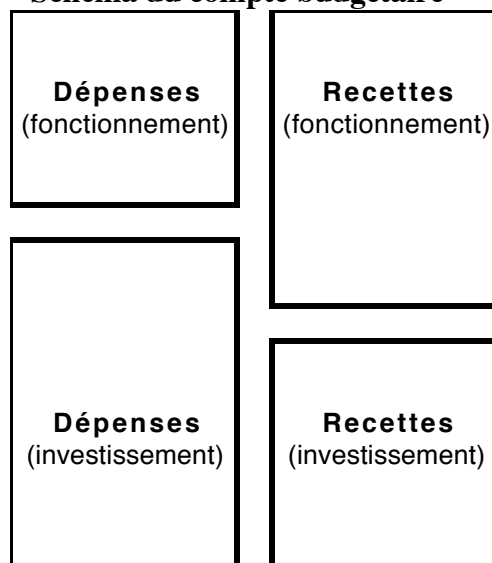 Schéma du compte budgétaire
Dépenses
(fonctionnement)
Recettes
(fonctionnement)
Dépenses
(investissement)
Recettes
(investissement)